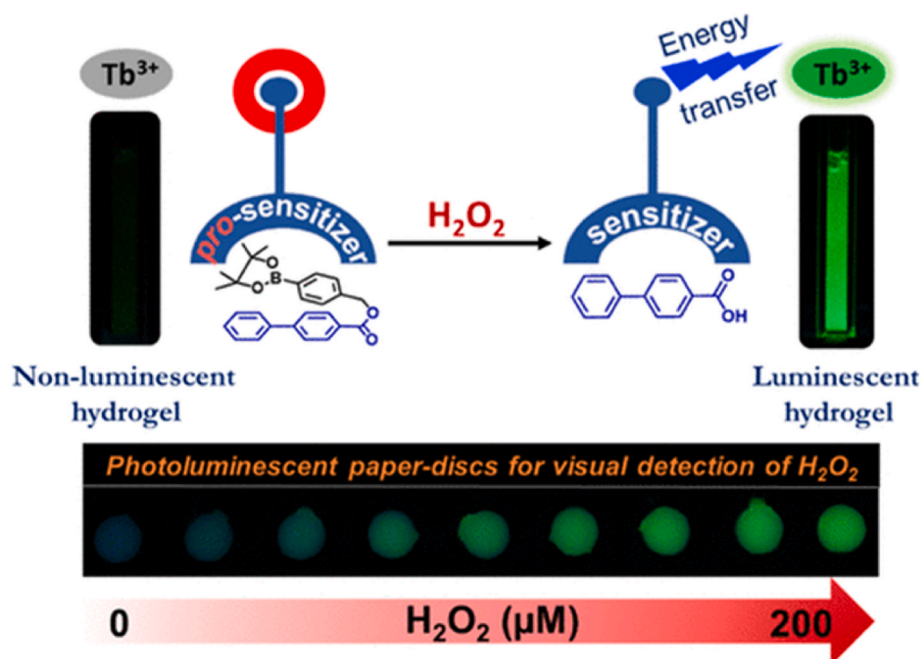 Tb³⁺
Energy
transfer
Tb³⁺
pro-sensitizer
H₂O₂
sensitizer
O
B
O
O
O
O
OH
Non-luminescent
hydrogel
Luminescent
hydrogel
Photoluminescent paper-discs for visual detection of H₂O₂
0 H₂O₂ (µM) 200